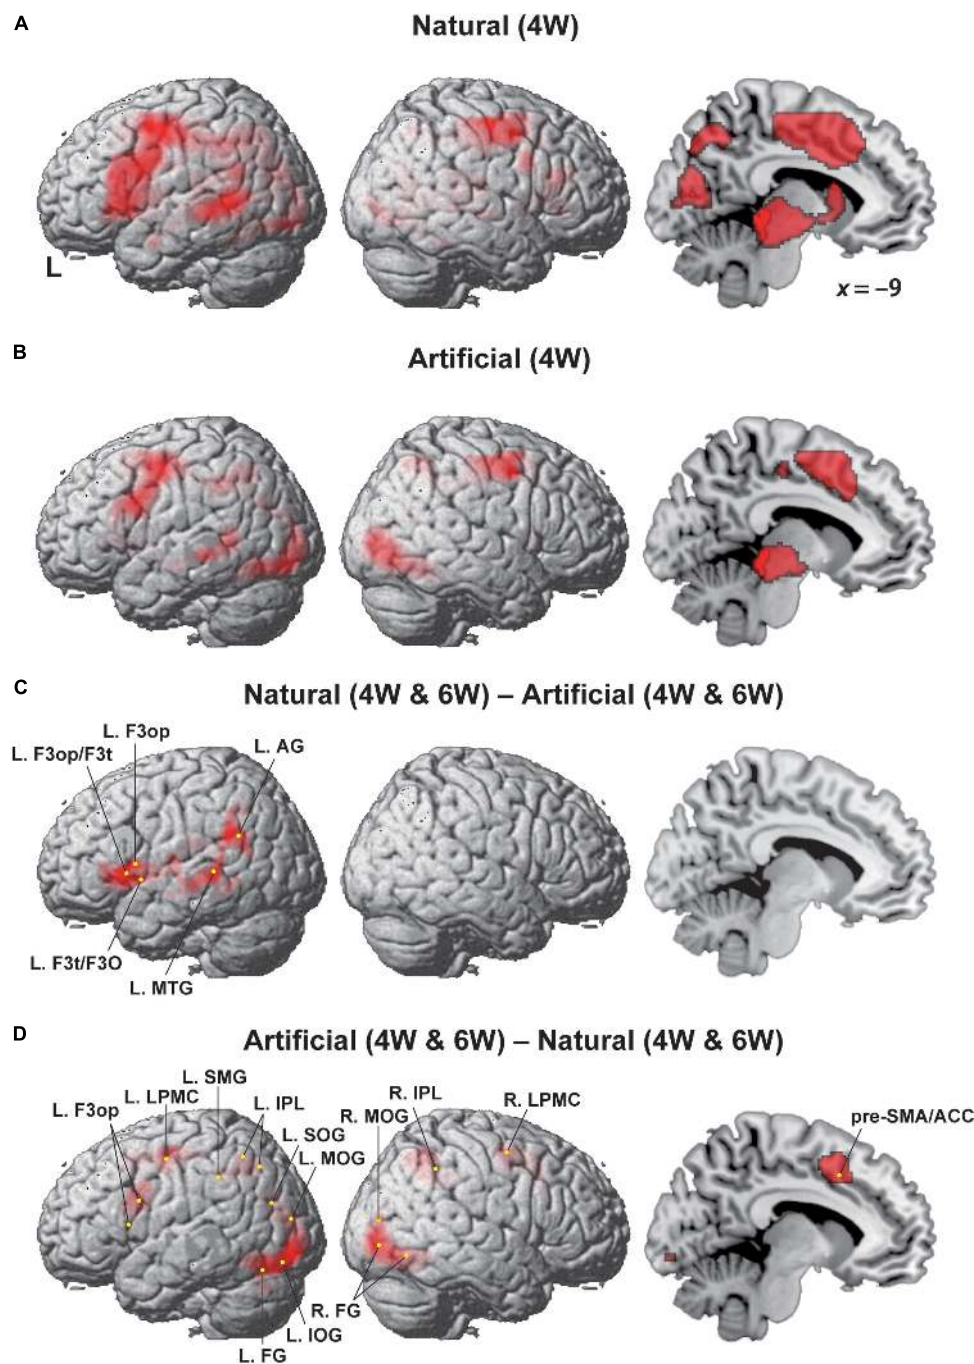 A
Natural (4W)
L
x = –9
B
Artificial (4W)
C
Natural (4W & 6W) – Artificial (4W & 6W)
L. F3op
L. F3op/F3t
L. AG
L. F3t/F3O
L. MTG
D
Artificial (4W & 6W) – Natural (4W & 6W)
L. SMG
L. LPMC
L. F3op
L. IPL
L. SOG
L. MOG
R. IPL
R. MOG
R. LPMC
pre-SMA/ACC
R. FG
L. IOG
L. FG